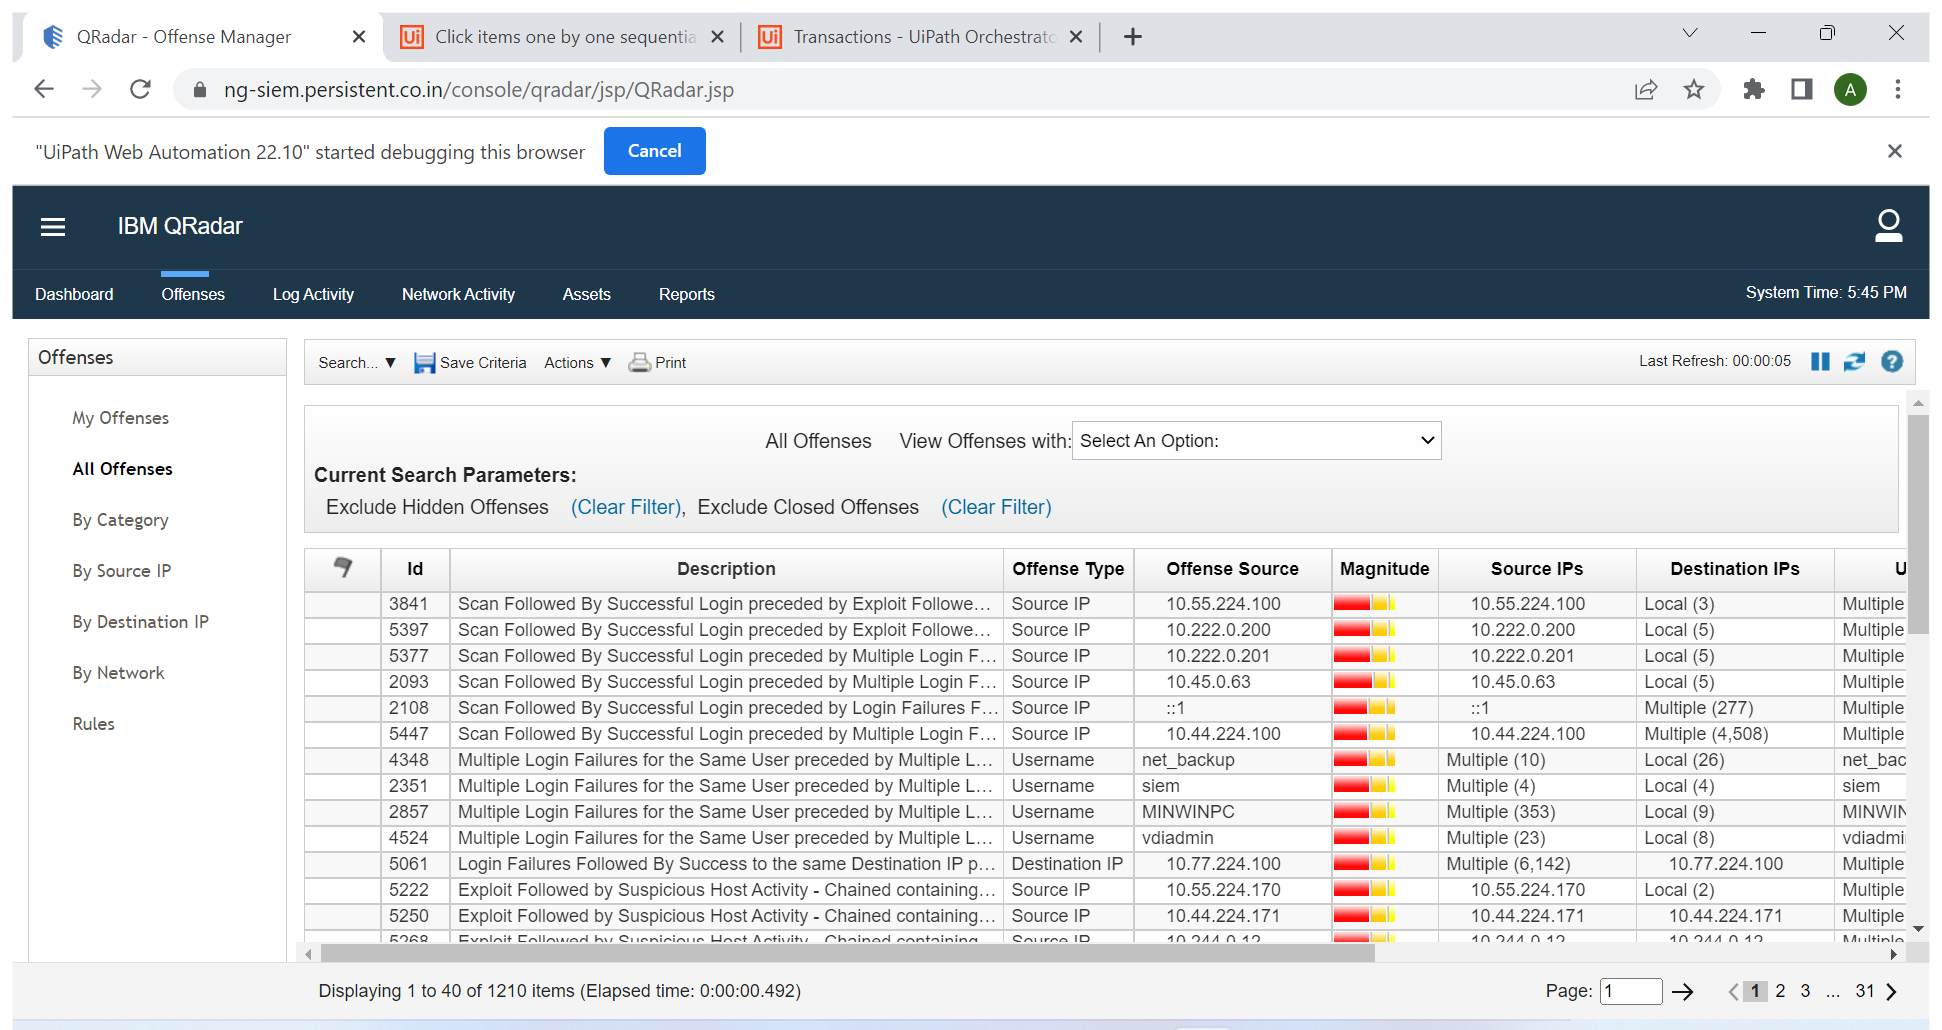 QRadar - Offense Manager
Click items one by one sequentia
Transactions - UiPath Orchestrato
ng-siem.persistent.co.in/console/qradar/jsp/QRadar.jsp
A
"UiPath Web Automation 22.10" started debugging this browser
Cancel
IBM QRadar
Dashboard Offenses Log Activity Network Activity Assets Reports
System Time: 5:45 PM
Offenses
My Offenses
All Offenses
By Category
By Source IP
By Destination IP
By Network
Rules
Search... ▼ Save Criteria Actions ▼ Print
Last Refresh: 00:00:05
All Offenses View Offenses with: Select An Option:
Current Search Parameters:
Exclude Hidden Offenses (Clear Filter), Exclude Closed Offenses (Clear Filter)
Id Description Offense Type Offense Source Magnitude Source IPs Destination IPs U
3841 Scan Followed By Successful Login preceded by Exploit Followe... Source IP 10.55.224.100 10.55.224.100 Local (3) Multiple
5397 Scan Followed By Successful Login preceded by Exploit Followe... Source IP 10.222.0.200 10.222.0.200 Local (5) Multiple
5377 Scan Followed By Successful Login preceded by Multiple Login F... Source IP 10.222.0.201 10.222.0.201 Local (5) Multiple
2093 Scan Followed By Successful Login preceded by Multiple Login F... Source IP 10.45.0.63 10.45.0.63 Local (5) Multiple
2108 Scan Followed By Successful Login preceded by Login Failures F... Source IP ::1 ::1 Multiple (277) Multiple
5447 Scan Followed By Successful Login preceded by Multiple Login F... Source IP 10.44.224.100 10.44.224.100 Multiple (4,508) Multiple
4348 Multiple Login Failures for the Same User preceded by Multiple L... Username net_backup Multiple (10) Local (26) net_bac
2351 Multiple Login Failures for the Same User preceded by Multiple L... Username siem Multiple (4) Local (4) siem
2857 Multiple Login Failures for the Same User preceded by Multiple L... Username MINWINPC Multiple (353) Local (9) MINWIN
4524 Multiple Login Failures for the Same User preceded by Multiple L... Username vdiadmin Multiple (23) Local (8) vdiadmi
5061 Login Failures Followed By Success to the same Destination IP p... Destination IP 10.77.224.100 Multiple (6,142) 10.77.224.100 Multiple
5222 Exploit Followed by Suspicious Host Activity - Chained containing... Source IP 10.55.224.170 10.55.224.170 Local (2) Multiple
5250 Exploit Followed by Suspicious Host Activity - Chained containing... Source IP 10.44.224.171 10.44.224.171 10.44.224.171 Multiple
5268 Exploit Followed by Suspicious Host Activity - Chained containing Source IP 10.244.0.12 10.244.0.12 10.244.0.12 Multiple
Displaying 1 to 40 of 1210 items (Elapsed time: 0:00:00.492)
Page: 1 1 2 3 ... 31